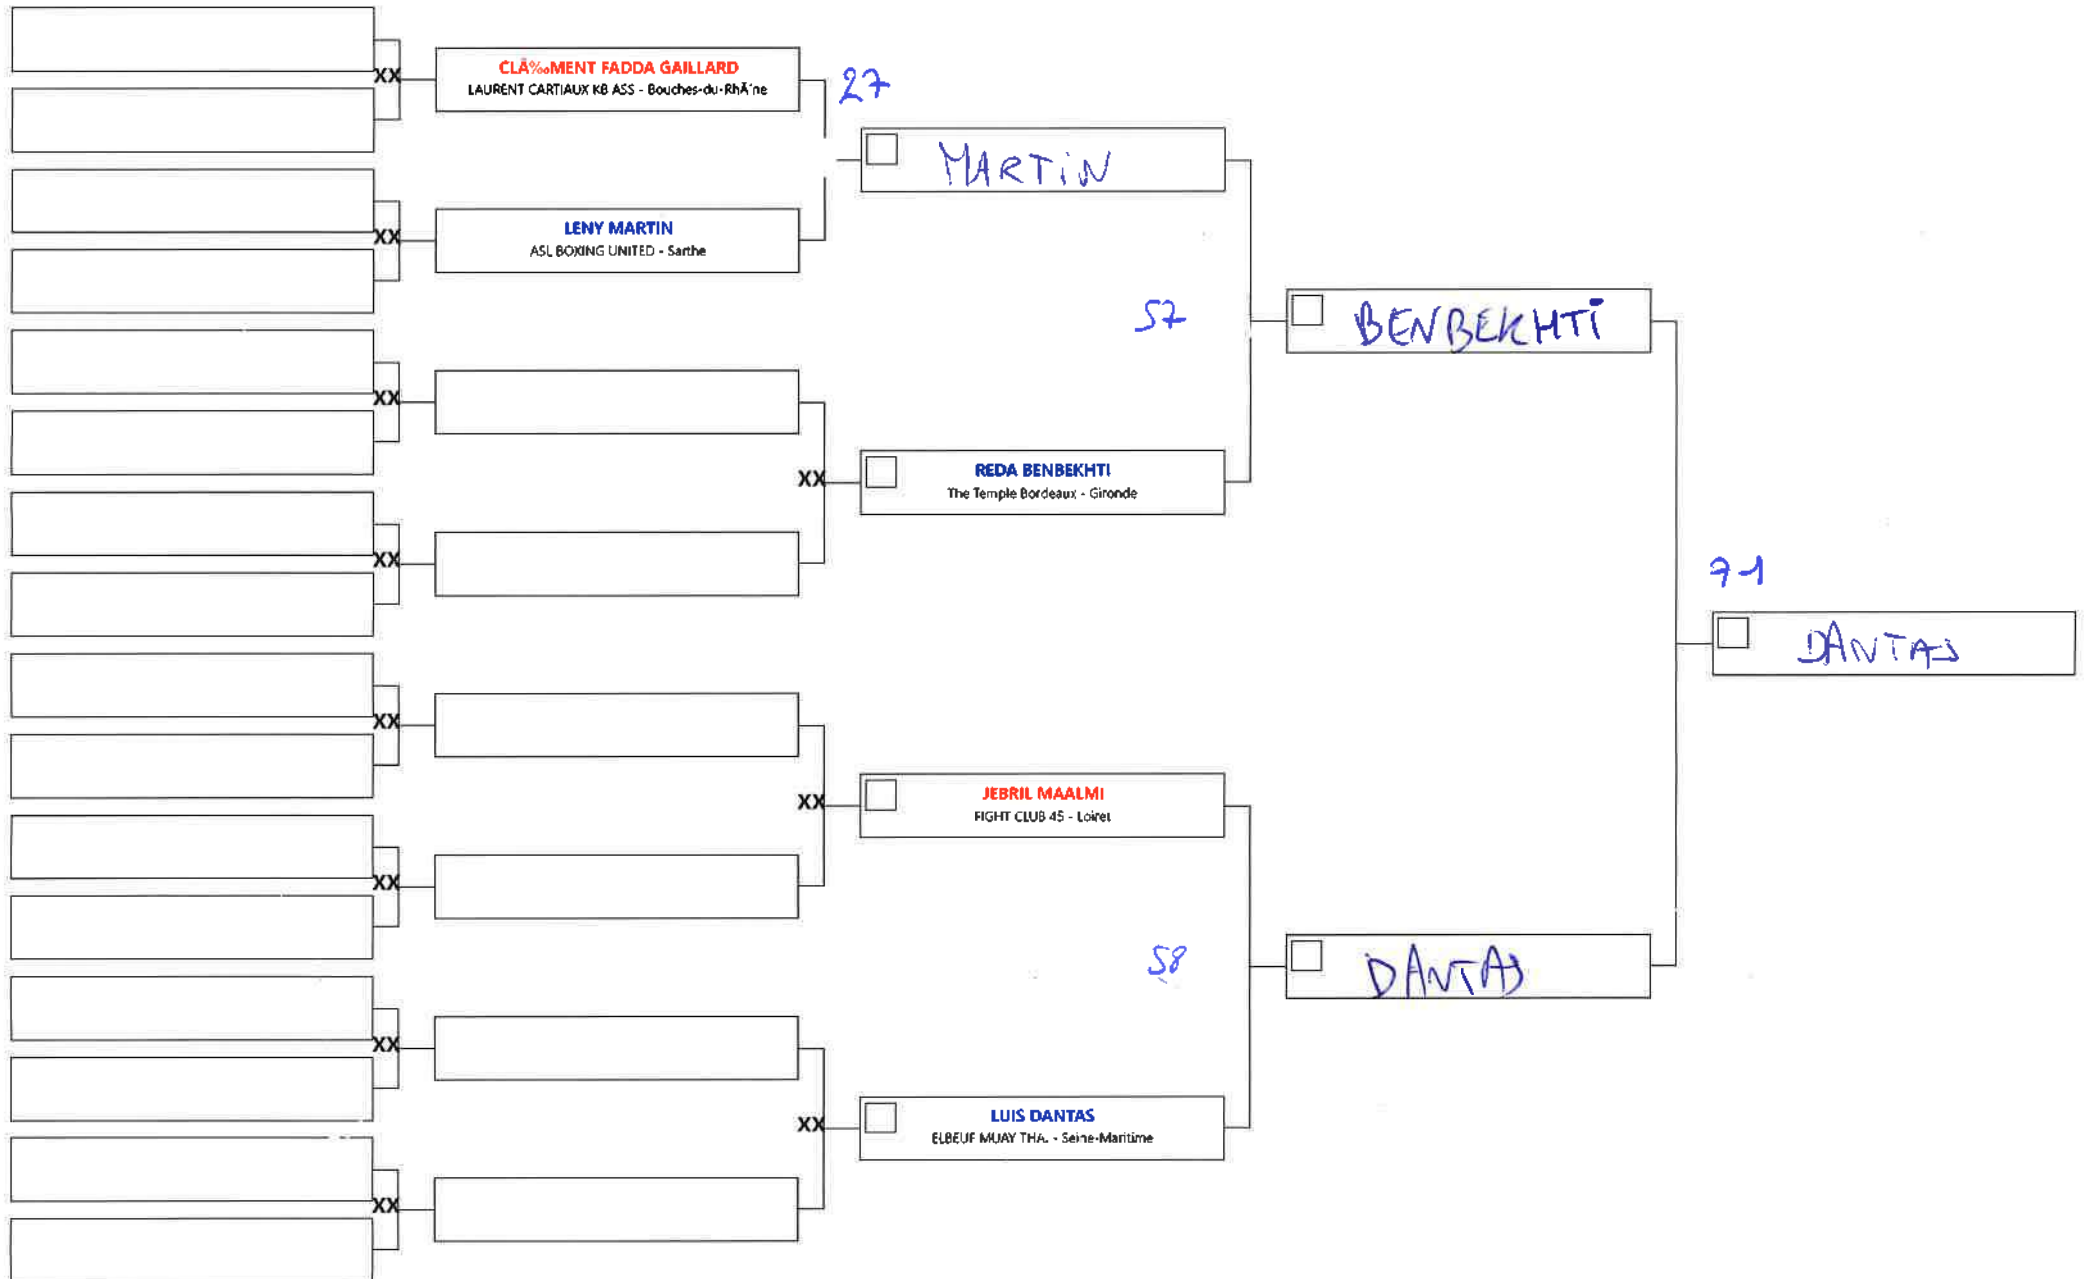 XX
CLÃ‰MENT FADDA GAILLARD
LAURENT CARTIAUX KB ASS - Bouches-du-RhÃ´ne
27
MARTiN
XX
LENY MARTIN
ASL BOXING UNITED - Sarthe
57
BENBEKHTi
XX
XX
REDA BENBEKHTI
The Temple Bordeaux - Gironde
XX
71
DANTAS
XX
XX
JEBRIL MAALMI
FIGHT CLUB 45 - Loiret
XX
58
DANTAS
XX
XX
LUIS DANTAS
ELBEUF MUAY THA. - Seine-Maritime
XX